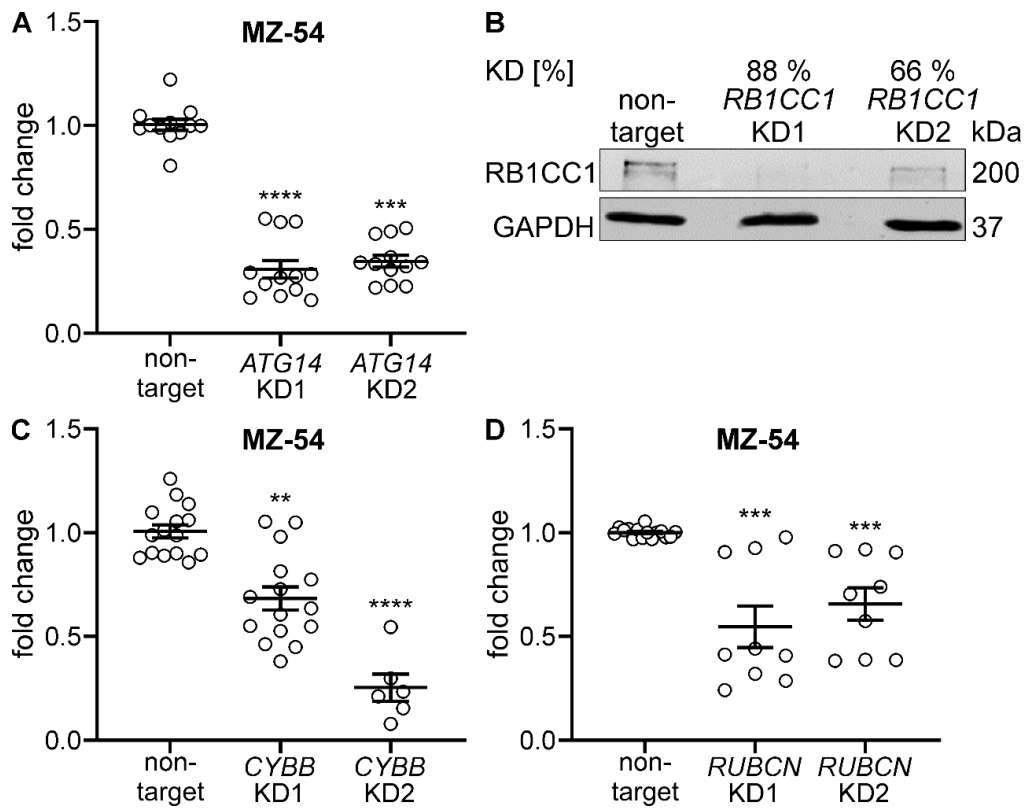 A
MZ-54
fold change
1.5
1.0
0.5
0.0
****
***
non-
target
ATG14
KD1
ATG14
KD2
B
KD [%]
88 %
66 %
non-
target
RB1CC1
KD1
RB1CC1
KD2
kDa
RB1CC1
200
GAPDH
37
C
MZ-54
fold change
1.5
1.0
0.5
0.0
**
****
non-
target
CYBB
KD1
CYBB
KD2
D
MZ-54
fold change
1.5
1.0
0.5
0.0
***
***
non-
target
RUBCN
KD1
RUBCN
KD2